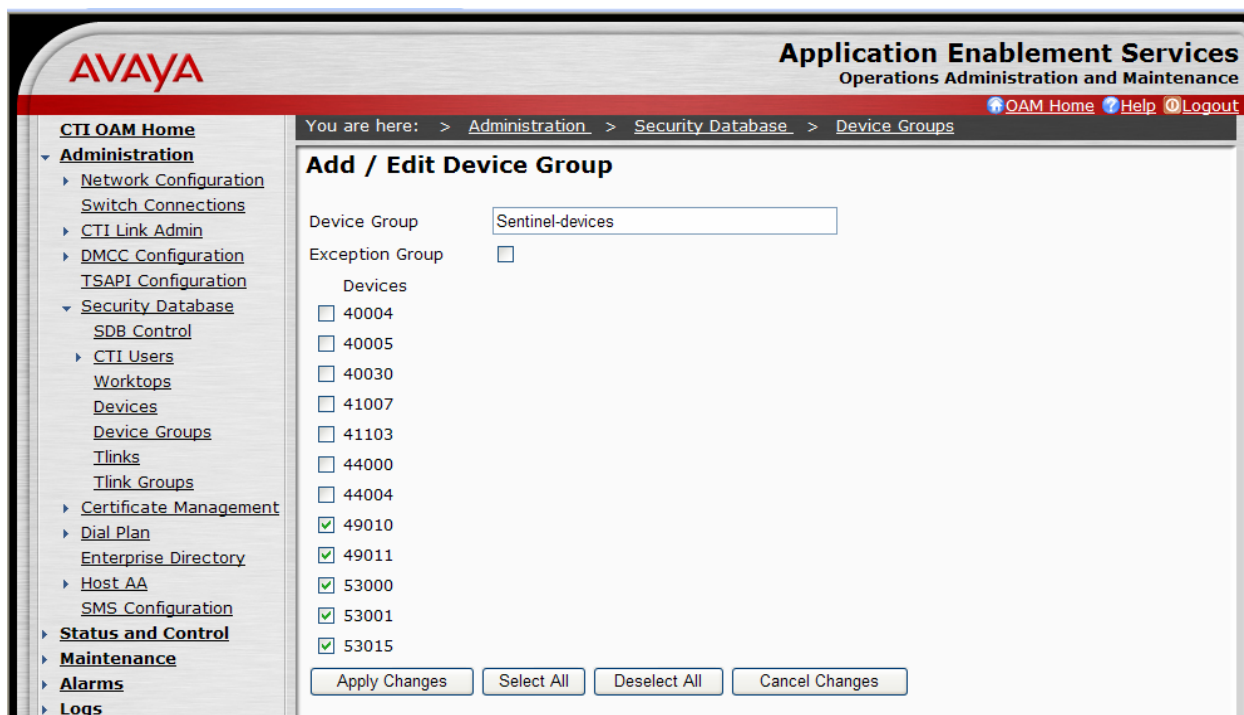 AVAYA
Application Enablement Services
Operations Administration and Maintenance
OAM Home Help Logout
CTI OAM Home
Administration
Network Configuration
Switch Connections
CTI Link Admin
DMCC Configuration
TSAPI Configuration
Security Database
SDB Control
CTI Users
Worktops
Devices
Device Groups
Tlinks
Tlink Groups
Certificate Management
Dial Plan
Enterprise Directory
Host AA
SMS Configuration
Status and Control
Maintenance
Alarms
Logs
You are here: > Administration > Security Database > Device Groups
Add / Edit Device Group
Device Group Sentinel-devices
Exception Group
Devices
40004
40005
40030
41007
41103
44000
44004
49010
49011
53000
53001
53015
Apply Changes Select All Deselect All Cancel Changes